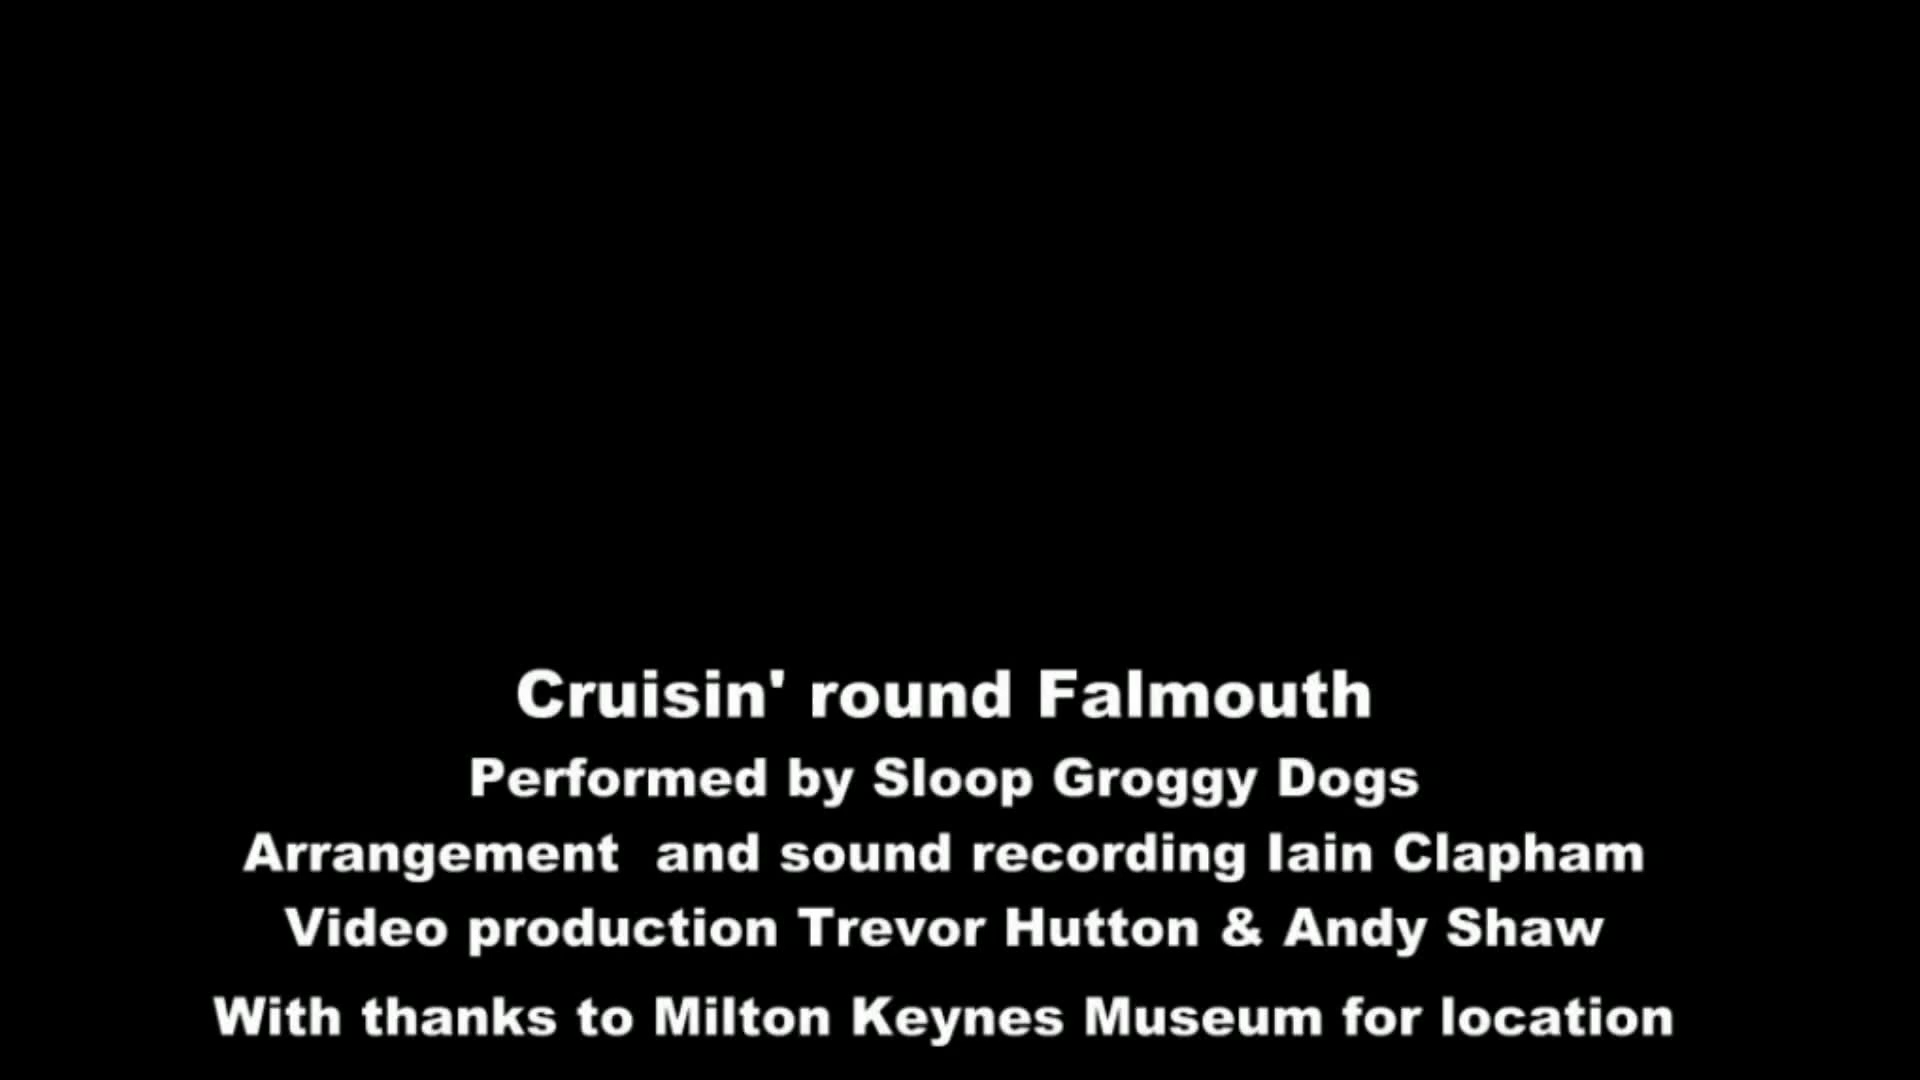 Cruisin' round Falmouth
Performed by Sloop Groggy Dogs
Arrangement  and sound recording Iain Clapham
Video production Trevor Hutton & Andy Shaw
With thanks to Milton Keynes Museum for location